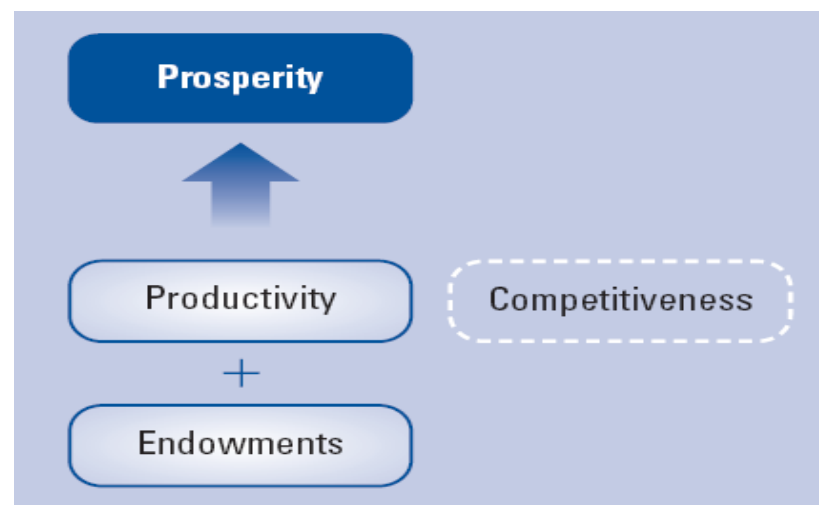 Prosperity
Productivity
Competitiveness
+
Endowments